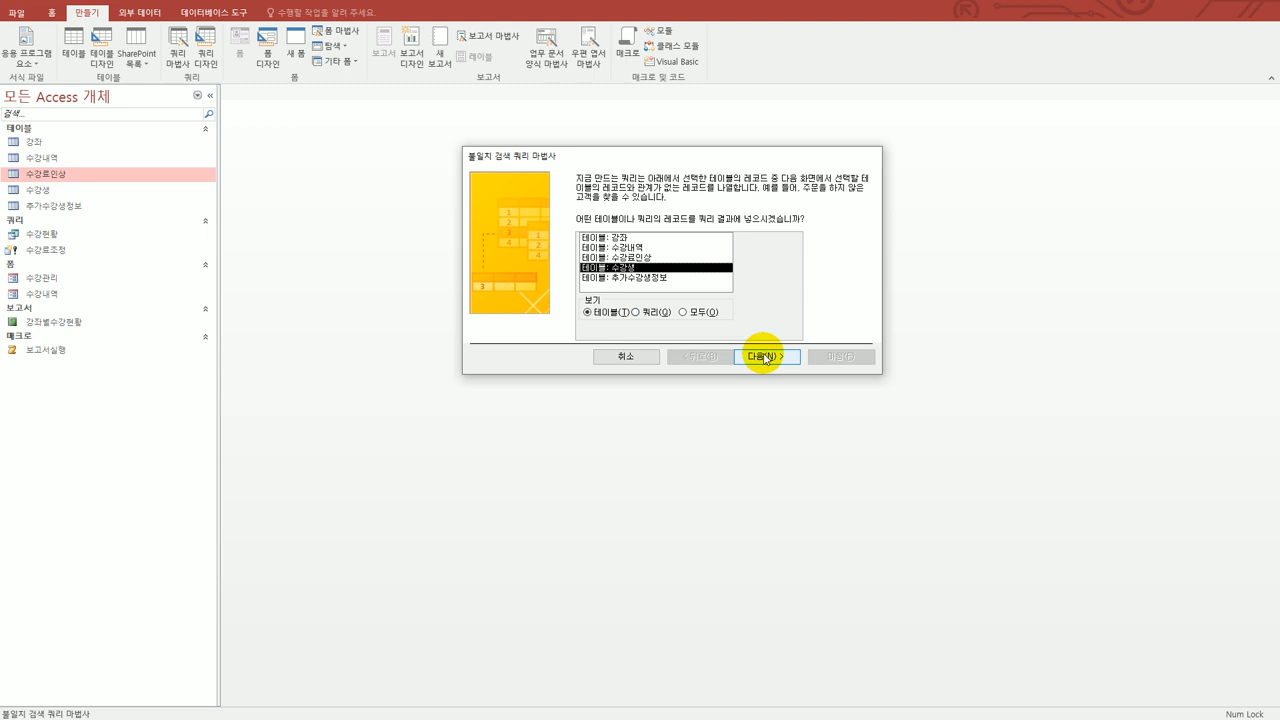 파일 홈 만들기 외부 데이터 데이터베이스 도구 수행할 작업을 알려 주세요.
응용 프로그램 요소
테이블
테이블 디자인
SharePoint 목록
쿼리 마법사
쿼리 디자인
폼
폼 디자인
새 폼
폼 마법사
탐색
기타 폼
보고서
보고서 디자인
새 보고서
보고서 마법사
레이블
업무 문서 양식 마법사
우편 엽서 마법사
매크로
모듈
클래스 모듈
Visual Basic
서식 파일 테이블 쿼리 폼 보고서 매크로 및 코드
모든 Access 개체
검색...
테이블
강좌
수강내역
수강료인상
수강생
추가수강생정보
쿼리
수강현황
수강료조정
폼
수강관리
수강내역
보고서
강좌별수강현황
매크로
보고서실행
불일치 검색 쿼리 마법사
지금 만드는 쿼리는 아래에서 선택한 테이블의 레코드 중 다음 화면에서 선택할 테
이블의 레코드와 관계가 없는 레코드를 나열합니다. 예를 들어, 주문을 하지 않은
고객을 찾을 수 있습니다.
어떤 테이블이나 쿼리의 레코드를 쿼리 결과에 넣으시겠습니까?
테이블: 강좌
테이블: 수강내역
테이블: 수강료인상
테이블: 수강생
테이블: 추가수강생정보
1
2
3
4
1
2
4
3
보기
테이블(T) 쿼리(Q) 모두(O)
취소 < 뒤로(B) 다음(N) > 마침(F)
불일치 검색 쿼리 마법사
Num Lock